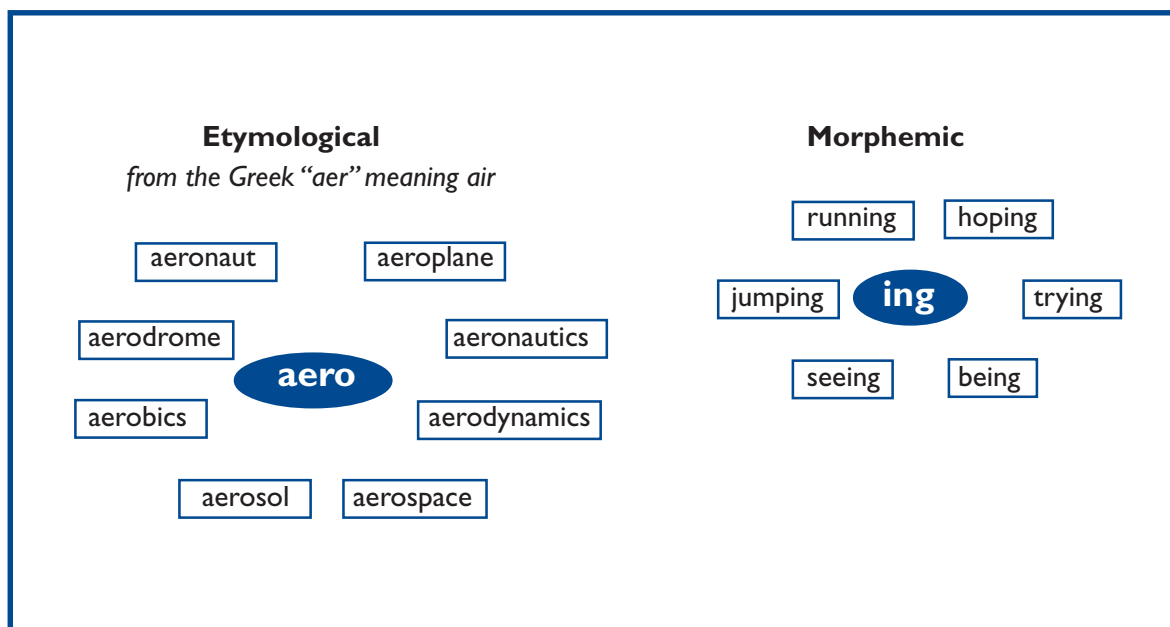 Etymological
from the Greek “aer” meaning air
aeronaut
aeroplane
aerodrome
aeronautics
aero
aerobics
aerodynamics
aerosol
aerospace
Morphemic
running
hoping
jumping
ing
trying
seeing
being